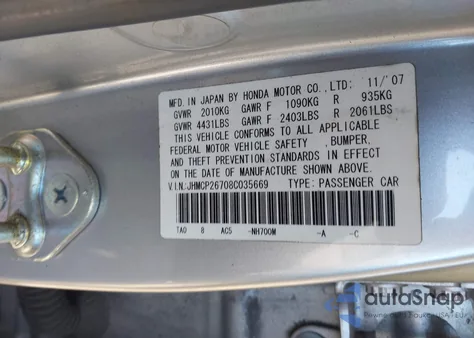 MFD. IN JAPAN BY HONDA MOTOR CO., LTD: 11/'07
GVWR 2010KG GAWR F 1090KG R 935KG
GVWR 4431LBS GAWR F 2403LBS R 2061LBS
THIS VEHICLE CONFORMS TO ALL APPLICABLE
FEDERAL MOTOR VEHICLE SAFETY , BUMPER,
AND THEFT PREVENTION STANDARDS IN EFFECT
ON THE DATE OF MANUFACTURE SHOWN ABOVE.
V.I.N: JHMCP26708C035669 TYPE: PASSENGER CAR
TA0 8 AC5 -NH700M -A -C
autoSnap